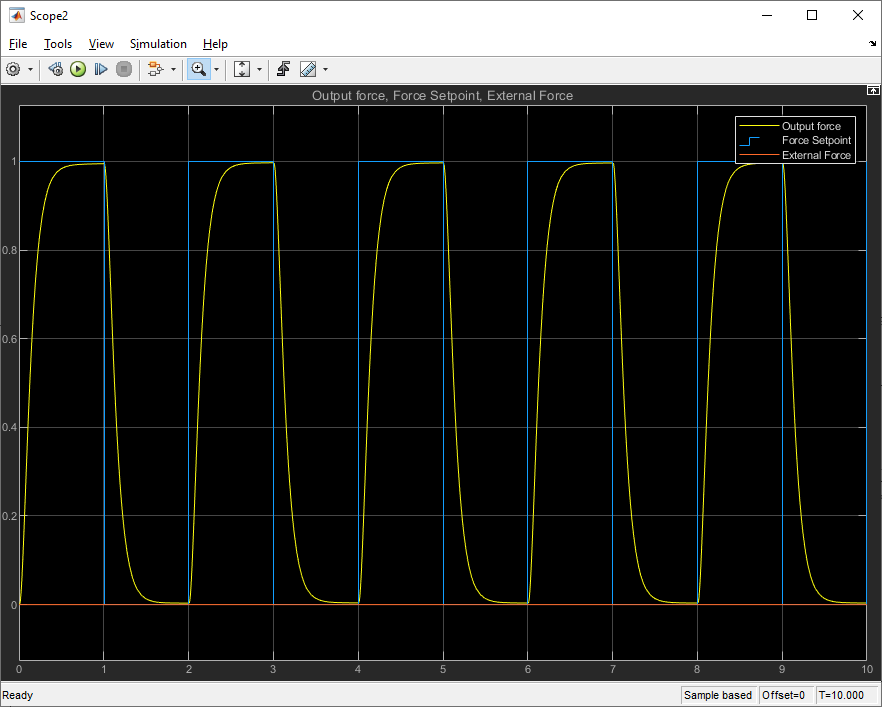 Scope2
File Tools View Simulation Help
Output force, Force Setpoint, External Force
Output force
Force Setpoint
External Force
1
0.8
0.6
0.4
0.2
0
0 1 2 3 4 5 6 7 8 9 10
Ready
Sample based Offset=0 T=10.000